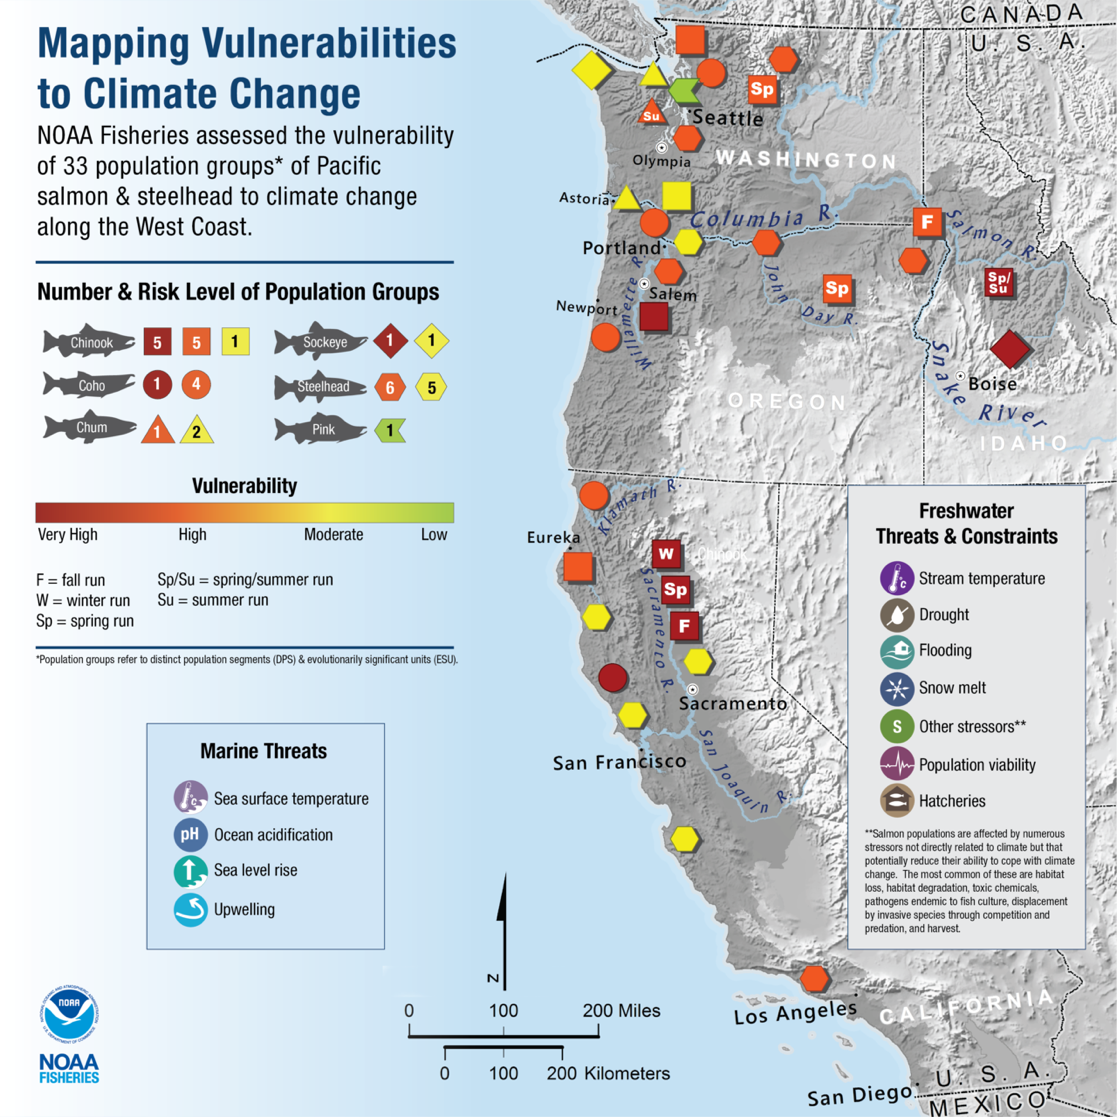 Mapping Vulnerabilities
to Climate Change
NOAA Fisheries assessed the vulnerability
of 33 population groups* of Pacific
salmon & steelhead to climate change
along the West Coast.
Number & Risk Level of Population Groups
Chinook 5 5 1
Sockeye 1 1
Coho 1 4
Steelhead 6 5
Chum 1 2
Pink 1
Vulnerability
Very High High Moderate Low
F = fall run
W = winter run
Sp = spring run
Sp/Su = spring/summer run
Su = summer run
*Population groups refer to distinct population segments (DPS) & evolutionarily significant units (ESU).
Marine Threats
°C Sea surface temperature
pH Ocean acidification
Sea level rise
Upwelling
NOAA
NOAA
FISHERIES
CANADA
U. S. A.
Sp
Su
Seattle
Olympia
WASHINGTON
Astoria
Columbia R.
F
Salmon R.
Portland
Sp/
Su
Salem
Sp
John Day R.
Newport
Willamette R.
Snake River
Boise
OREGON
IDAHO
Klamath R.
Eureka
W
Chinook
Sp
F
Sacramento R.
Sacramento
San Francisco
San Joaquin R.
Los Angeles
CALIFORNIA
San Diego
U. S. A.
MEXICO
Freshwater
Threats & Constraints
°C Stream temperature
Drought
Flooding
Snow melt
S Other stressors**
Population viability
Hatcheries
**Salmon populations are affected by numerous
stressors not directly related to climate but that
potentially reduce their ability to cope with climate
change. The most common of these are habitat
loss, habitat degradation, toxic chemicals,
pathogens endemic to fish culture, displacement
by invasive species through competition and
predation, and harvest.
N
0 100 200 Miles
0 100 200 Kilometers